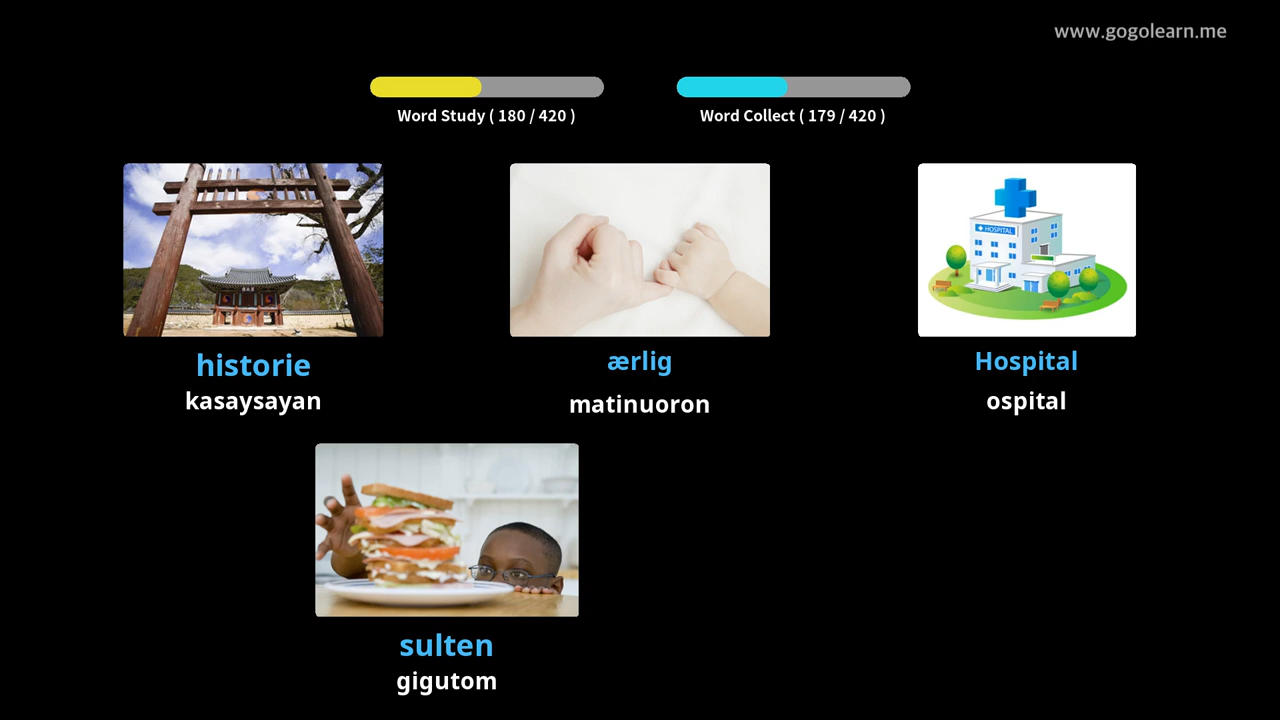 www.gogolearn.me
Word Study ( 180 / 420 )
Word Collect ( 179 / 420 )
HOSPITAL
historie
kasaysayan
ærlig
matinuoron
Hospital
ospital
sulten
gigutom